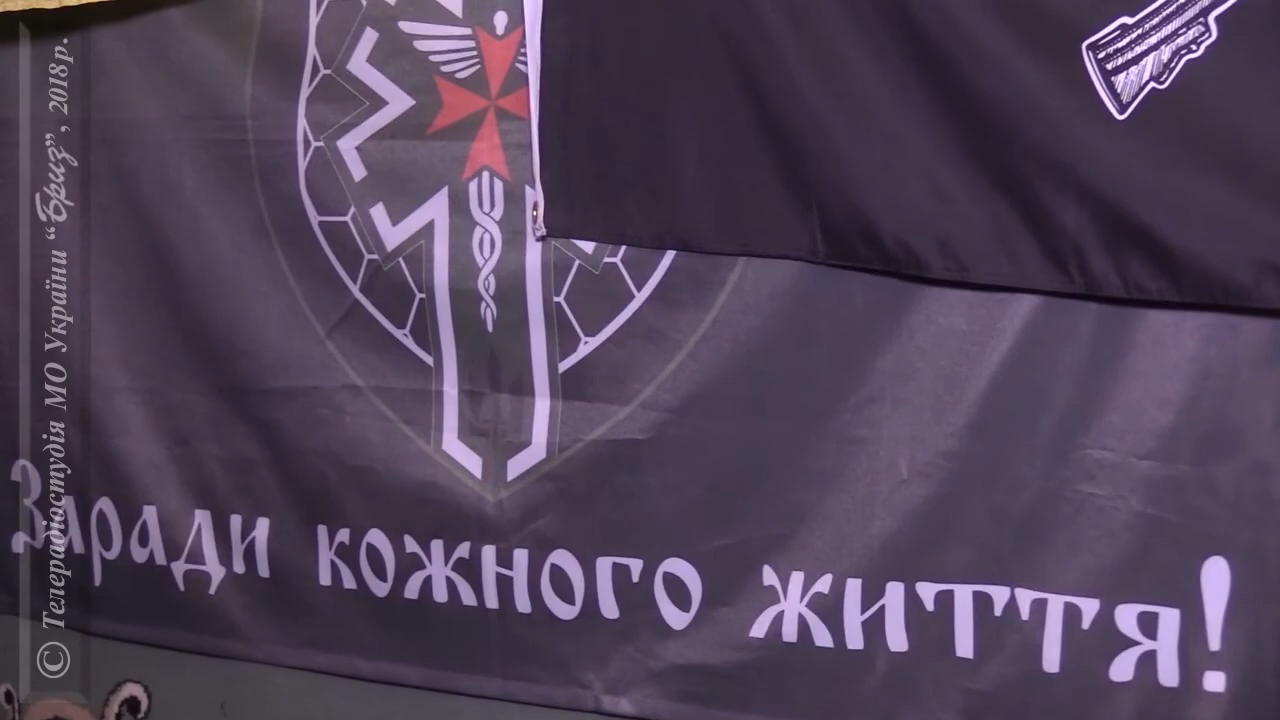 © Телерадіостудія МО України “Бриз”, 2018р.
Заради кожного життя!